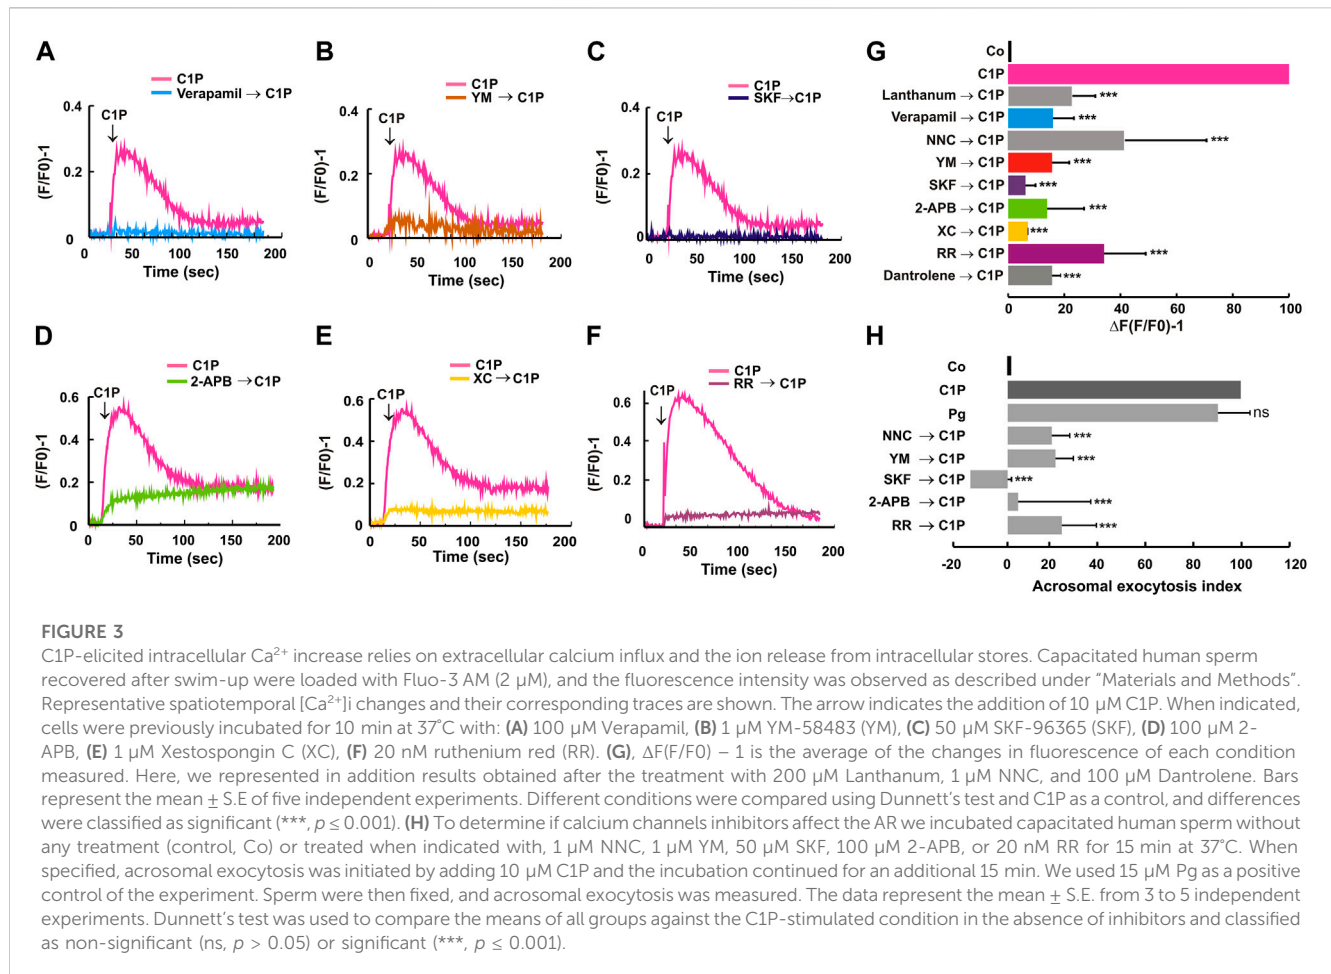 A
C1P
Verapamil → C1P
C1P
(F/F0)-1
0.4
0.2
0
0 50 100 150 200
Time (sec)
B
C1P
YM → C1P
C1P
(F/F0)-1
0.4
0.2
0
0 50 100 150 200
Time (sec)
C
C1P
SKF→C1P
C1P
(F/F0)-1
0.4
0.2
0
0 50 100 150 200
Time (sec)
D
C1P
2-APB → C1P
C1P
(F/F0)-1
0.6
0.4
0.2
0
0 50 100 150 200
Time (sec)
E
C1P
XC → C1P
C1P
(F/F0)-1
0.6
0.4
0.2
0
0 50 100 150 200
Time (sec)
F
C1P
RR → C1P
C1P
(F/F0)-1
0.6
0.4
0.2
0
0 50 100 150 200
Time (sec)
G
Co
C1P
Lanthanum → C1P ***
Verapamil → C1P ***
NNC → C1P ***
YM → C1P ***
SKF → C1P ***
2-APB → C1P ***
XC → C1P ***
RR → C1P ***
Dantrolene → C1P ***
0 20 40 60 80 100
ΔF(F/F0)-1
H
Co
C1P
Pg ns
NNC → C1P ***
YM → C1P ***
SKF → C1P ***
2-APB → C1P ***
RR → C1P ***
-20 0 20 40 60 80 100 120
Acrosomal exocytosis index
FIGURE 3
C1P-elicited intracellular Ca²⁺ increase relies on extracellular calcium influx and the ion release from intracellular stores. Capacitated human sperm
recovered after swim-up were loaded with Fluo-3 AM (2 μM), and the fluorescence intensity was observed as described under “Materials and Methods”.
Representative spatiotemporal [Ca²⁺]i changes and their corresponding traces are shown. The arrow indicates the addition of 10 μM C1P. When indicated,
cells were previously incubated for 10 min at 37°C with: (A) 100 μM Verapamil, (B) 1 μM YM-58483 (YM), (C) 50 μM SKF-96365 (SKF), (D) 100 μM 2-
APB, (E) 1 μM Xestospongin C (XC), (F) 20 nM ruthenium red (RR). (G), ΔF(F/F0) − 1 is the average of the changes in fluorescence of each condition
measured. Here, we represented in addition results obtained after the treatment with 200 μM Lanthanum, 1 μM NNC, and 100 μM Dantrolene. Bars
represent the mean ± S.E of five independent experiments. Different conditions were compared using Dunnett’s test and C1P as a control, and differences
were classified as significant (***, p ≤ 0.001). (H) To determine if calcium channels inhibitors affect the AR we incubated capacitated human sperm without
any treatment (control, Co) or treated when indicated with, 1 μM NNC, 1 μM YM, 50 μM SKF, 100 μM 2-APB, or 20 nM RR for 15 min at 37°C. When
specified, acrosomal exocytosis was initiated by adding 10 μM C1P and the incubation continued for an additional 15 min. We used 15 μM Pg as a positive
control of the experiment. Sperm were then fixed, and acrosomal exocytosis was measured. The data represent the mean ± S.E. from 3 to 5 independent
experiments. Dunnett’s test was used to compare the means of all groups against the C1P-stimulated condition in the absence of inhibitors and classified
as non-significant (ns, p > 0.05) or significant (***, p ≤ 0.001).